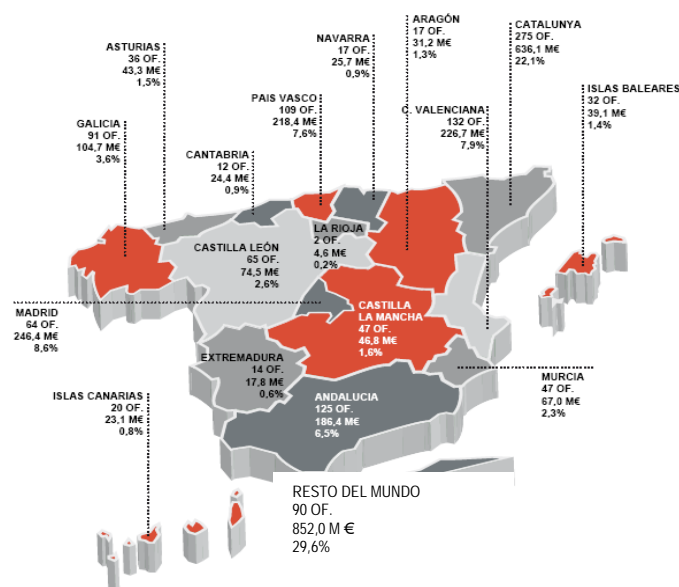 ARAGÓN
17 OF.
31,2 M€
1,3%
CATALUNYA
275 OF.
636,1 M€
22,1%
NAVARRA
17 OF.
25,7 M€
0,9%
ASTURIAS
36 OF.
43,3 M€
1,5%
ISLAS BALEARES
32 OF.
39,1 M€
1,4%
PAIS VASCO
109 OF.
218,4 M€
7,6%
C. VALENCIANA
132 OF.
226,7 M€
7,9%
GALICIA
91 OF.
104,7 M€
3,6%
CANTABRIA
12 OF.
24,4 M€
0,9%
LA RIOJA
2 OF.
4,6 M€
0,2%
CASTILLA LEÓN
65 OF.
74,5 M€
2,6%
MADRID
64 OF.
246,4 M€
8,6%
CASTILLA
LA MANCHA
47 OF.
46,8 M€
1,6%
EXTREMADURA
14 OF.
17,8 M€
0,6%
MURCIA
47 OF.
67,0 M€
2,3%
ISLAS CANARIAS
20 OF.
23,1 M€
0,8%
ANDALUCIA
125 OF.
186,4 M€
6,5%
RESTO DEL MUNDO
90 OF.
852,0 M €
29,6%